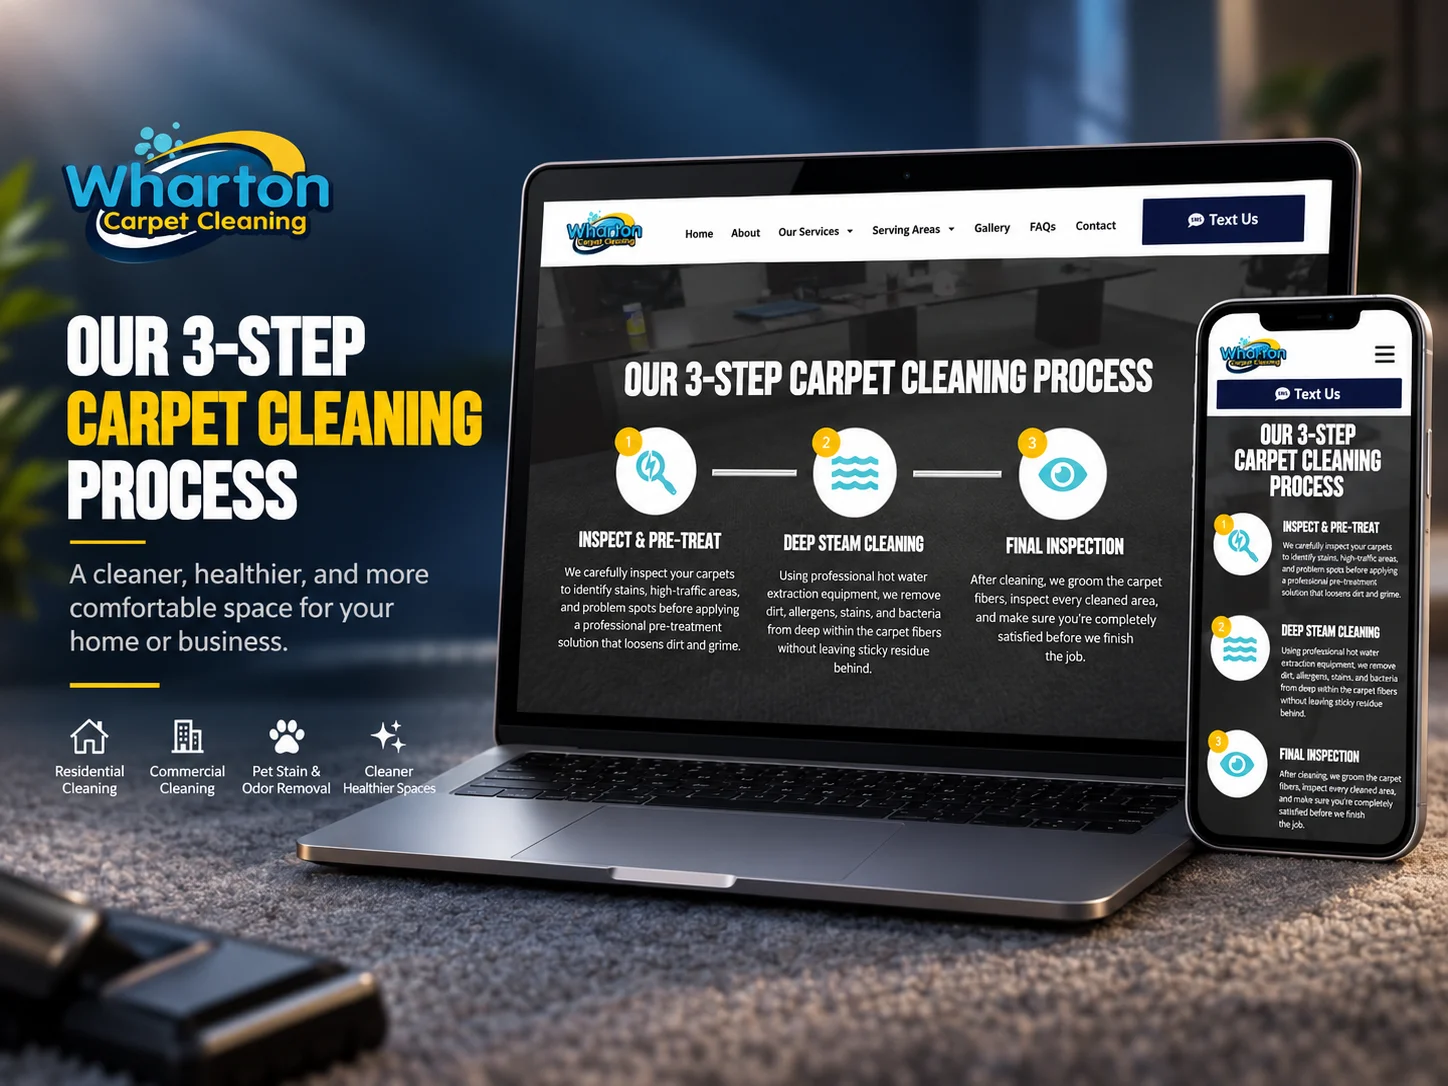 Wharton
Carpet Cleaning
OUR 3-STEP
CARPET CLEANING
PROCESS
A cleaner, healthier, and more
comfortable space for your
home or business.
Residential
Cleaning
Commercial
Cleaning
Pet Stain &
Odor Removal
Cleaner
Healthier Spaces
Wharton
Carpet Cleaning
Home
About
Our Services
Serving Areas
Gallery
FAQs
Contact
SMS
Text Us
OUR 3-STEP CARPET CLEANING PROCESS
1
INSPECT & PRE-TREAT
We carefully inspect your carpets
to identify stains, high-traffic areas,
and problem spots before applying
a professional pre-treatment
solution that loosens dirt and grime.
2
DEEP STEAM CLEANING
Using professional hot water
extraction equipment, we remove
dirt, allergens, stains, and bacteria
from deep within the carpet fibers
without leaving sticky residue
behind.
3
FINAL INSPECTION
After cleaning, we groom the carpet
fibers, inspect every cleaned area,
and make sure you're completely
satisfied before we finish
the job.
Wharton
Carpet Cleaning
SMS
Text Us
OUR 3-STEP
CARPET CLEANING
PROCESS
1
INSPECT & PRE-TREAT
We carefully inspect your carpets
to identify stains, high-traffic areas,
and problem spots before applying
a professional pre-treatment
solution that loosens dirt and grime.
2
DEEP STEAM CLEANING
Using professional hot water
extraction equipment, we remove
dirt, allergens, stains, and bacteria
from deep within the carpet fibers
without leaving sticky residue
behind.
3
FINAL INSPECTION
After cleaning, we groom the carpet
fibers, inspect every cleaned area,
and make sure you're completely
satisfied before we finish
the job.